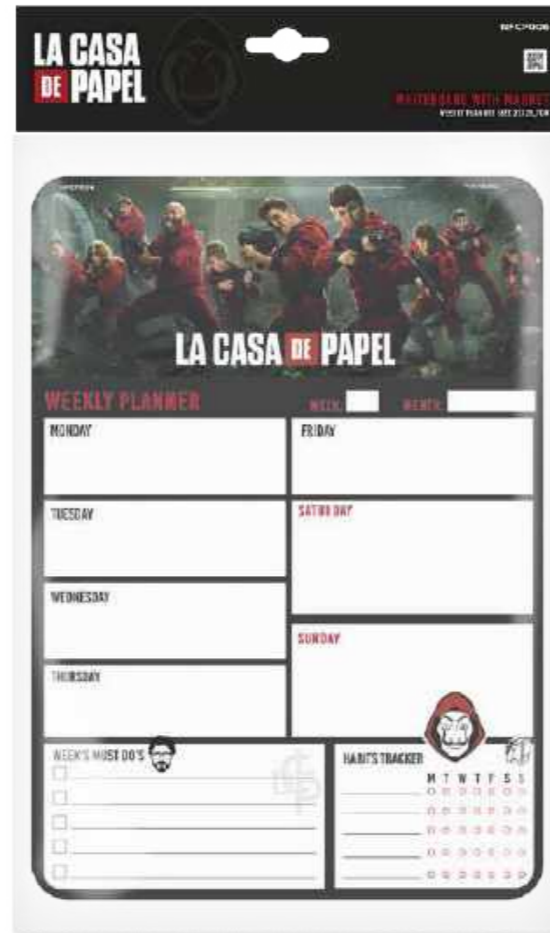 LA CASA
DE PAPEL
WHITEBOARD WITH MAGNET
LA CASA DE PAPEL
WEEKLY PLANNER
WEEK:
MONTH:
MONDAY
FRIDAY
TUESDAY
SATURDAY
WEDNESDAY
SUNDAY
THURSDAY
WEEK'S MUST DO'S
HABITS TRACKER
M T W T F S S